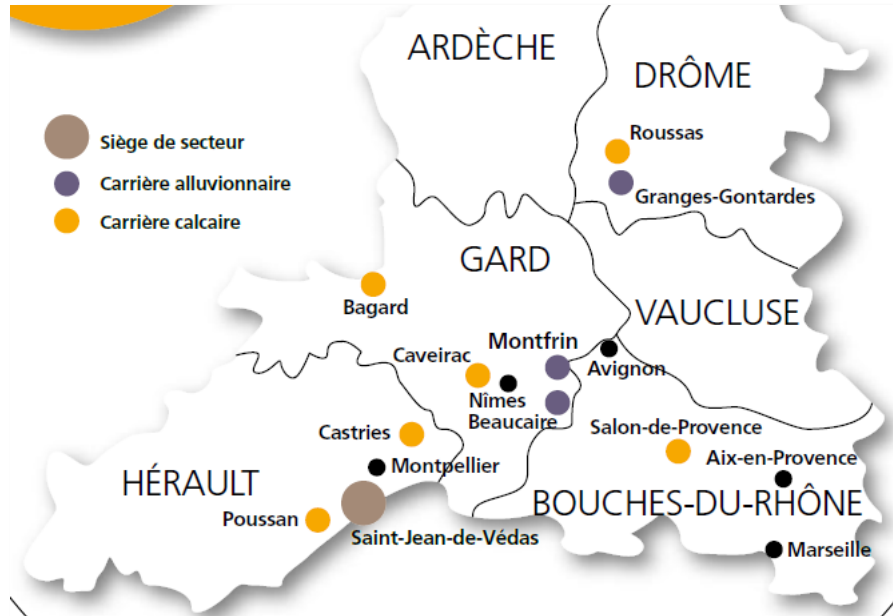 ARDÈCHE
DRÔME
Siège de secteur
Carrière alluvionnaire
Carrière calcaire
Roussas
Granges-Gontardes
GARD
VAUCLUSE
Bagard
Montfrin
Caveirac
Avignon
Nîmes
Beaucaire
Castries
Salon-de-Provence
Montpellier
Aix-en-Provence
HÉRAULT
BOUCHES-DU-RHÔNE
Poussan
Saint-Jean-de-Védas
Marseille